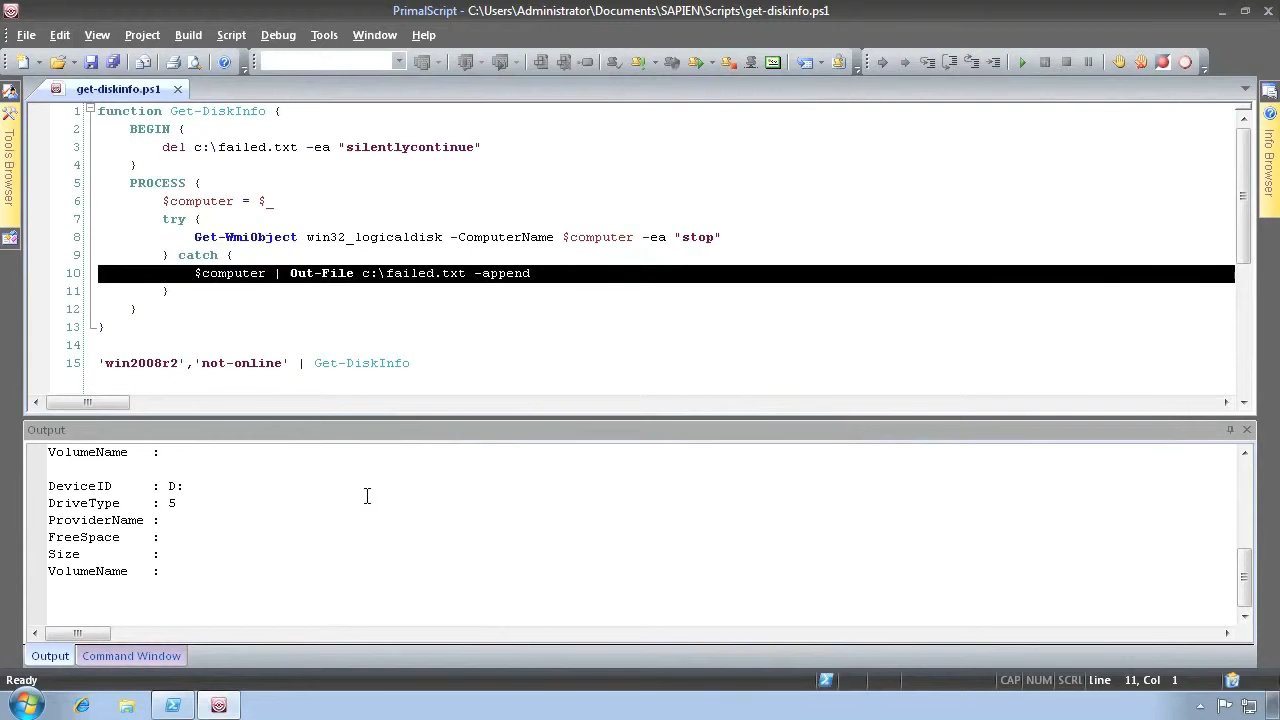 PrimalScript - C:\Users\Administrator\Documents\SAPIEN\Scripts\get-diskinfo.ps1
File Edit View Project Build Script Debug Tools Window Help
get-diskinfo.ps1
Tools Browser
Info Browser
1 function Get-DiskInfo {
2 BEGIN {
3 del c:\failed.txt -ea "silentlycontinue"
4 }
5 PROCESS {
6 $computer = $_
7 try {
8 Get-WmiObject win32_logicaldisk -ComputerName $computer -ea "stop"
9 } catch {
10 $computer | Out-File c:\failed.txt -append
11 }
12 }
13 }
14
15 'win2008r2','not-online' | Get-DiskInfo
Output
VolumeName :
DeviceID : D:
DriveType : 5
ProviderName :
FreeSpace :
Size :
VolumeName :
Output Command Window
Ready CAP NUM SCRL Line 11, Col 1